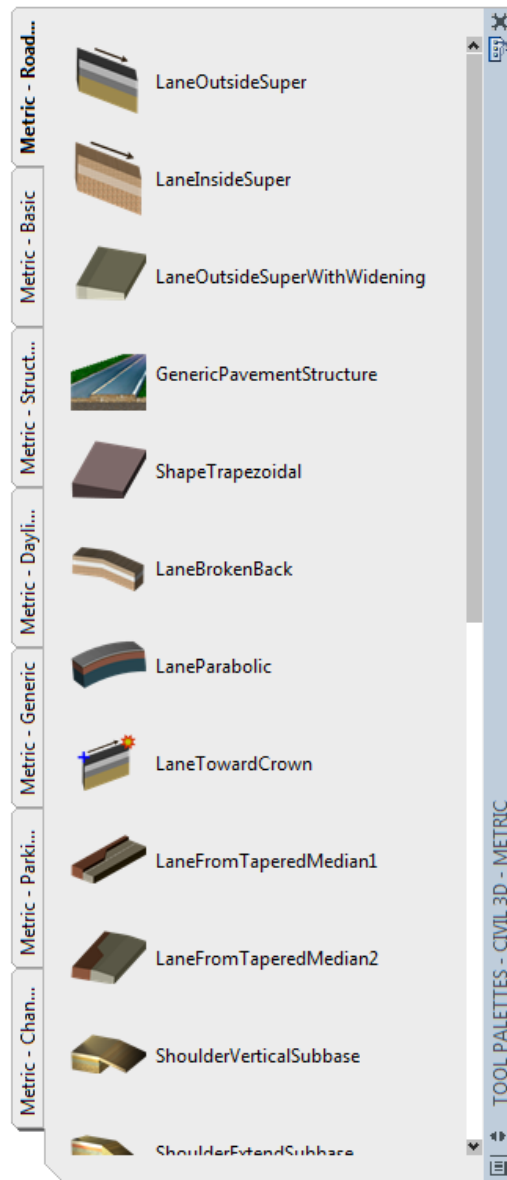 Metric - Road...
Metric - Basic
Metric - Struct...
Metric - Dayli...
Metric - Generic
Metric - Parki...
Metric - Chan...
LaneOutsideSuper
LaneInsideSuper
LaneOutsideSuperWithWidening
GenericPavementStructure
ShapeTrapezoidal
LaneBrokenBack
LaneParabolic
LaneTowardCrown
LaneFromTaperedMedian1
LaneFromTaperedMedian2
ShoulderVerticalSubbase
ShoulderExtendSubbase
TOOL PALETTES - CIVIL 3D - METRIC